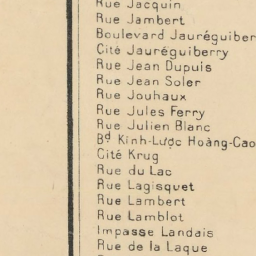 Rue Jacquin
Rue Jambert
Boulevard Jauréguiber
Cité Jauréguiberry
Rue Jean Dupuis
Rue Jean Soler
Rue Jouhaux
Rue Jules Ferry
Rue Julien Blanc
Bd Kinh-Lược Hoàng-Cao
Cité Krug
Rue du Lac
Rue Lagisquet
Rue Lambert
Rue Lamblot
Impasse Landais
Rue de la Laque